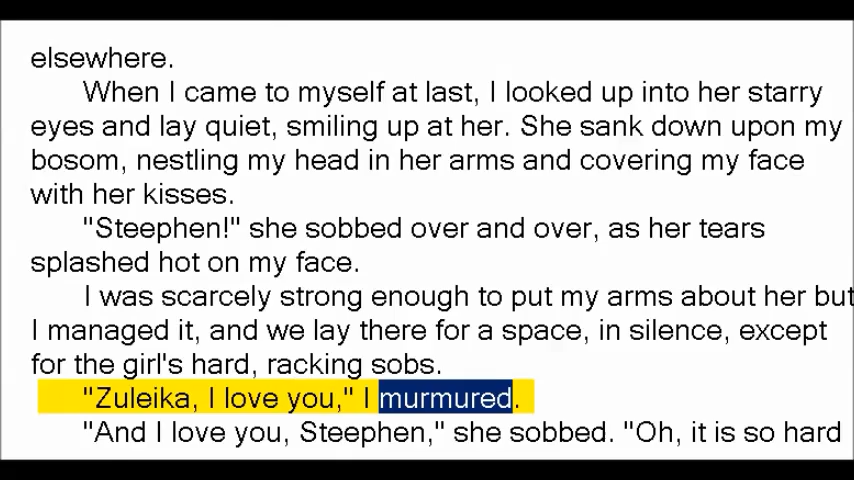 elsewhere.
When I came to myself at last, I looked up into her starry
eyes and lay quiet, smiling up at her. She sank down upon my
bosom, nestling my head in her arms and covering my face
with her kisses.
"Steephen!" she sobbed over and over, as her tears
splashed hot on my face.
I was scarcely strong enough to put my arms about her but
I managed it, and we lay there for a space, in silence, except
for the girl's hard, racking sobs.
"Zuleika, I love you," I murmured.
"And I love you, Steephen," she sobbed. "Oh, it is so hard